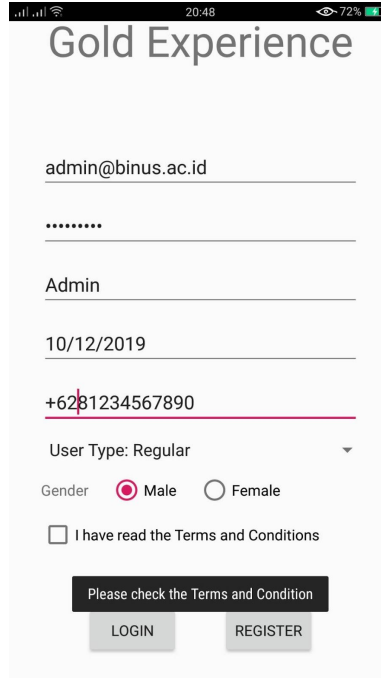 20:48
72%
Gold Experience
admin@binus.ac.id
•••••••••
Admin
10/12/2019
+6281234567890
User Type: Regular
Gender Male Female
I have read the Terms and Conditions
Please check the Terms and Condition
LOGIN REGISTER